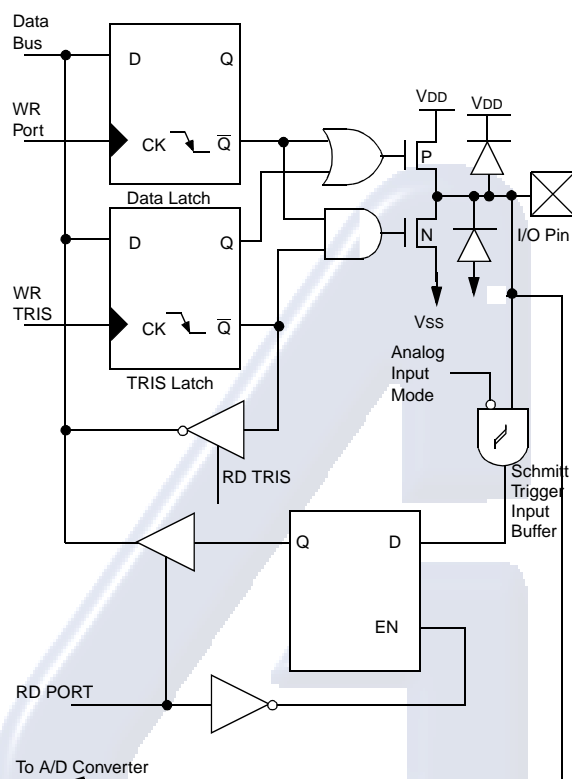 Data
Bus
D
Q
VDD
VDD
WR
Port
CK
Q
P
Data Latch
I/O Pin
D
Q
N
WR
TRIS
CK
Q
VSS
TRIS Latch
Analog
Input
Mode
RD TRIS
Schmitt
Trigger
Input
Buffer
Q
D
EN
RD PORT
To A/D Converter